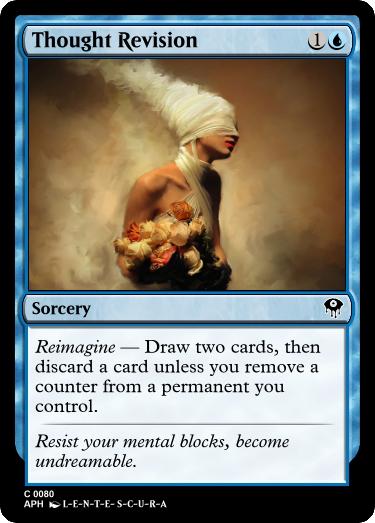 Thought Revision 1
Sorcery
Reimagine — Draw two cards, then
discard a card unless you remove a
counter from a permanent you
control.
Resist your mental blocks, become
undreamable.
C 0080
APH L-E-N-T-E-S-C-U-R-A